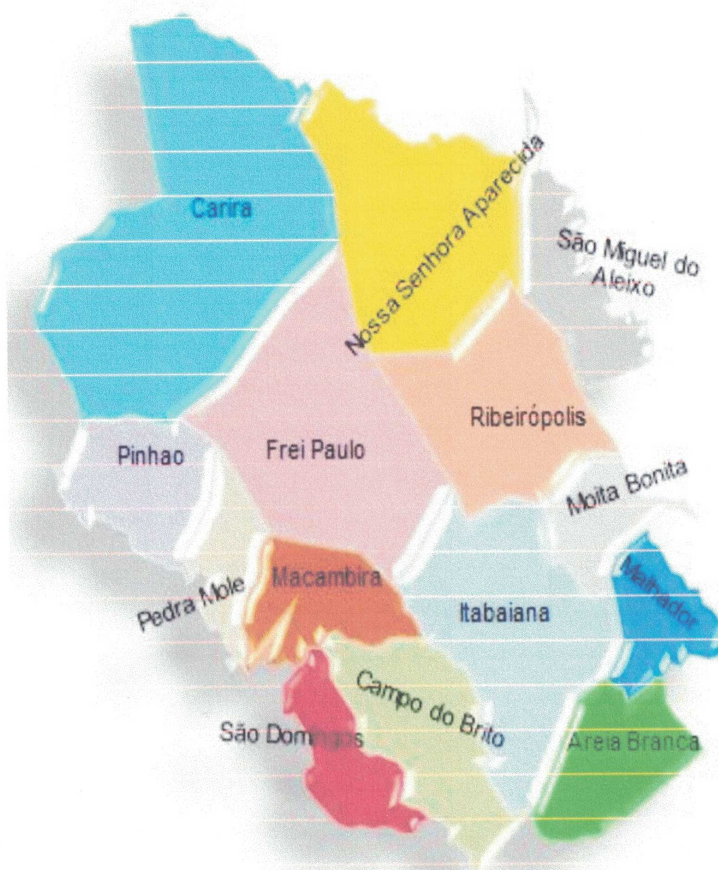 Carira
Nossa Senhora Aparecida
São Miguel do
Aleixo
Ribeirópolis
Pinhao
Frei Paulo
Moita Bonita
Pedra Mole
Macambira
Itabaiana
Malhador
Campo do Brito
São Domingos
Areia Branca